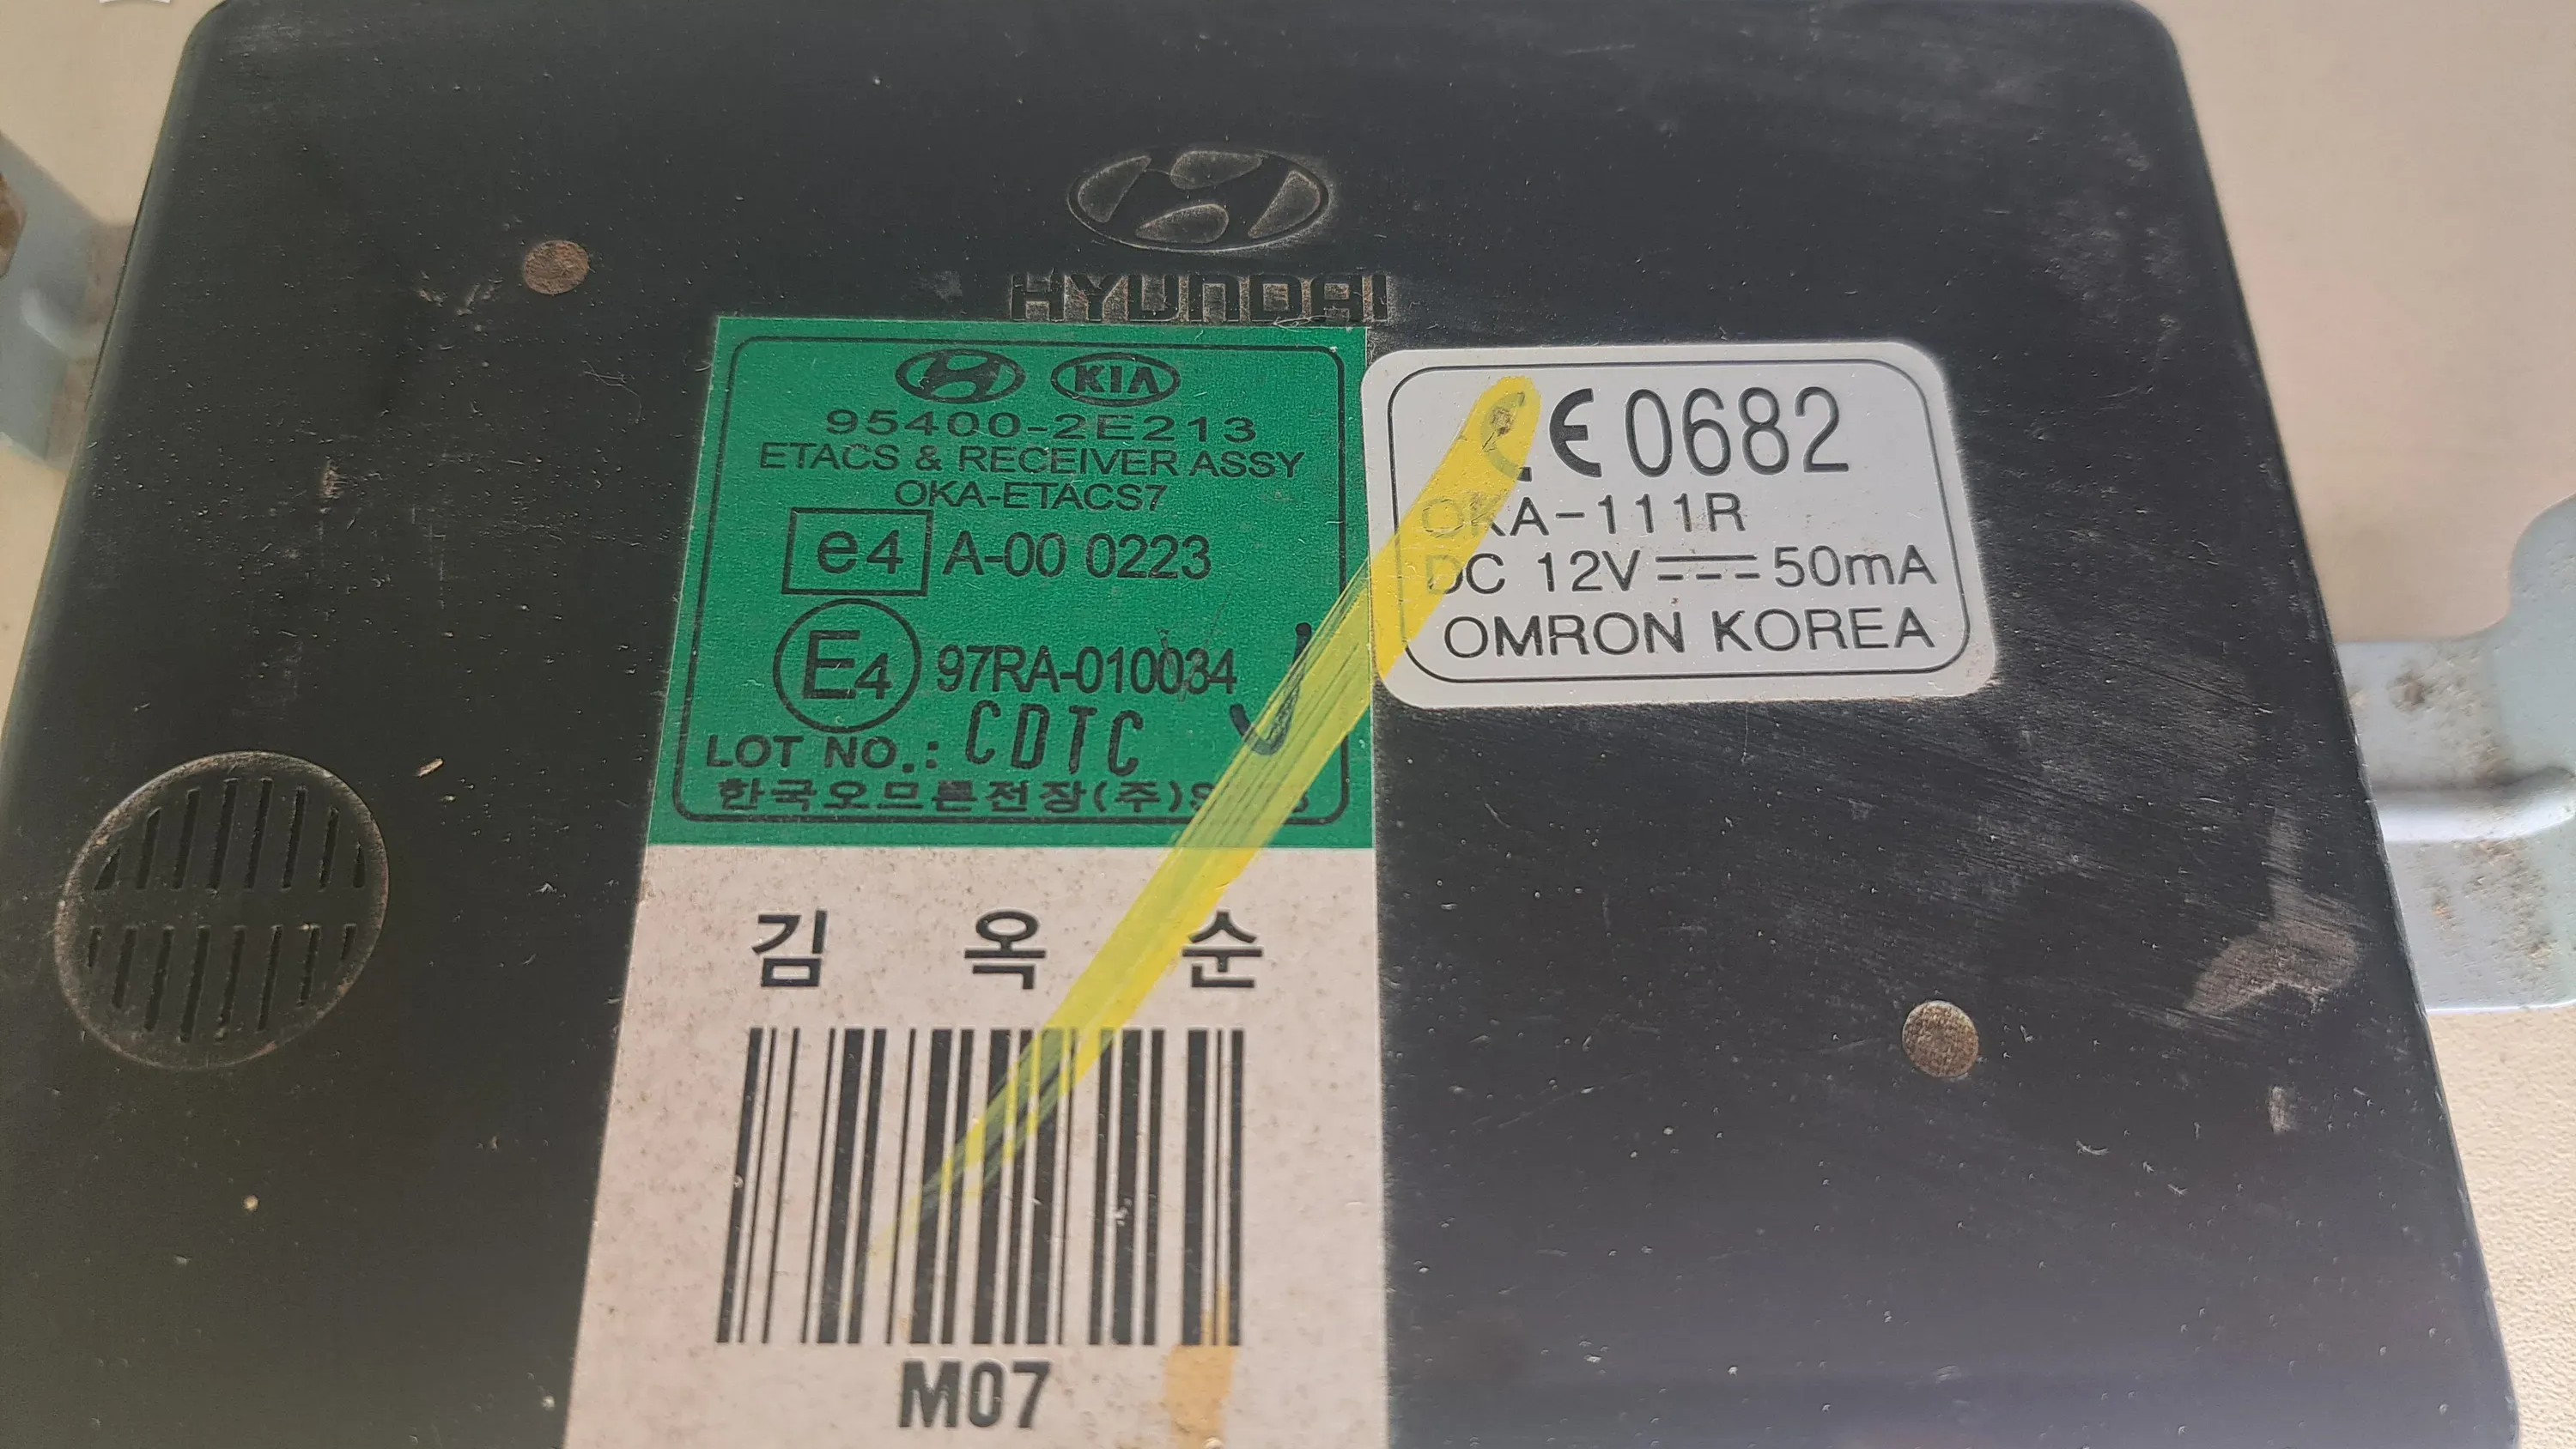 HYUNDAI
KIA
95400-2E213
ETACS & RECEIVER ASSY
OKA-ETACS7
e4 A-00 0223
E4 97RA-010034
LOT NO.: CDTC
한국오므론전장(주)
CE 0682
OKA-111R
DC 12V 50mA
OMRON KOREA
김 옥 순
M07